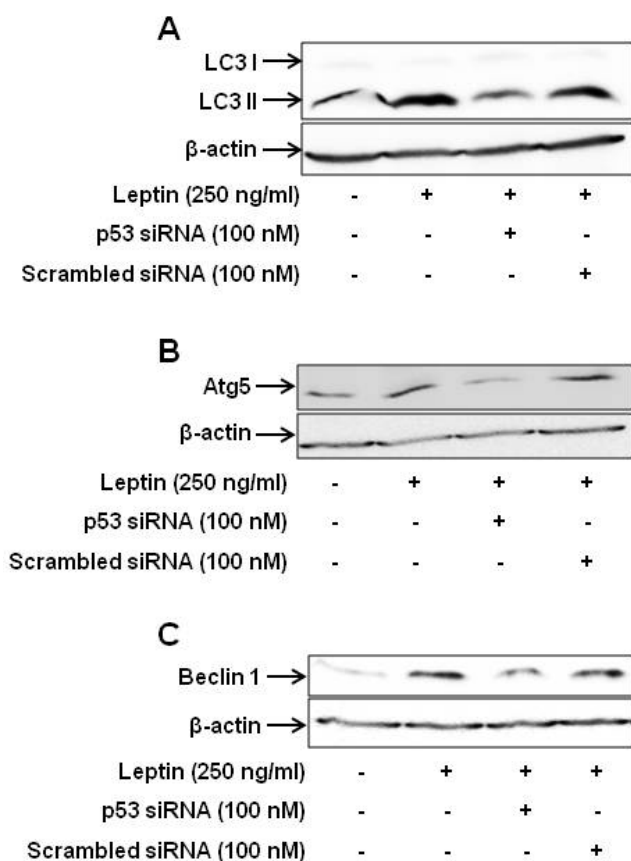 A
LC3 I
LC3 II
β-actin
Leptin (250 ng/ml) - + + +
p53 siRNA (100 nM) - - + -
Scrambled siRNA (100 nM) - - - +
B
Atg5
β-actin
Leptin (250 ng/ml) - + + +
p53 siRNA (100 nM) - - + -
Scrambled siRNA (100 nM) - - - +
C
Beclin 1
β-actin
Leptin (250 ng/ml) - + + +
p53 siRNA (100 nM) - - + -
Scrambled siRNA (100 nM) - - - +